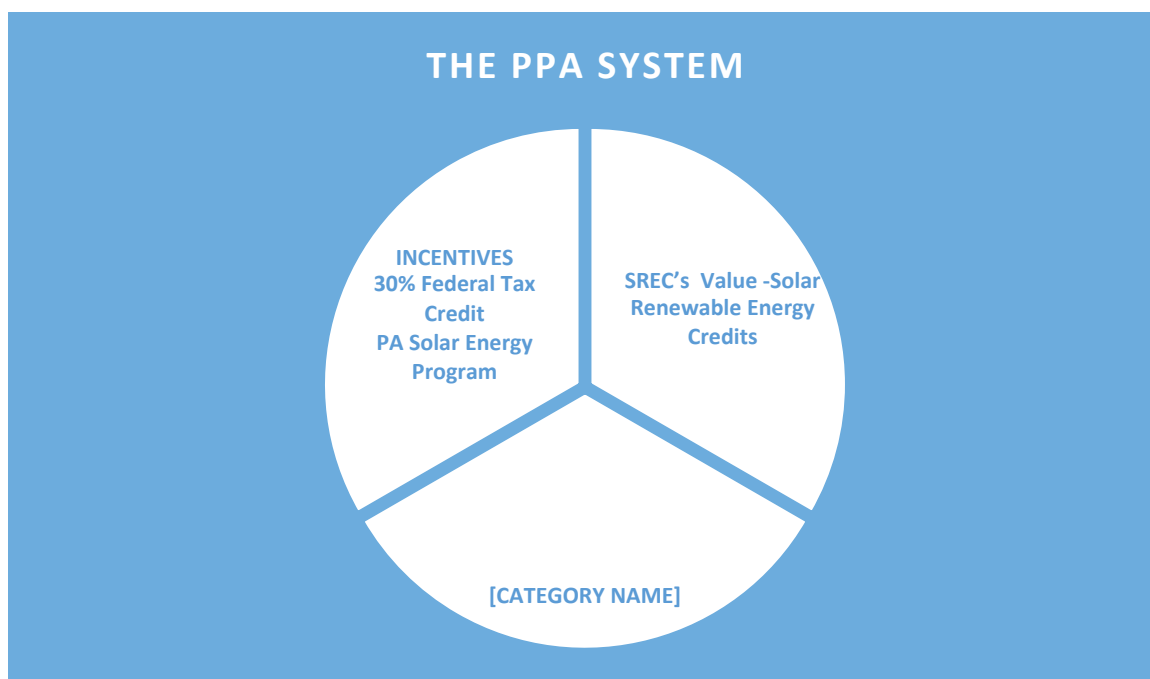 THE PPA SYSTEM
INCENTIVES
30% Federal Tax
Credit
PA Solar Energy
Program
SREC’s  Value -Solar
Renewable Energy
Credits
[CATEGORY NAME]